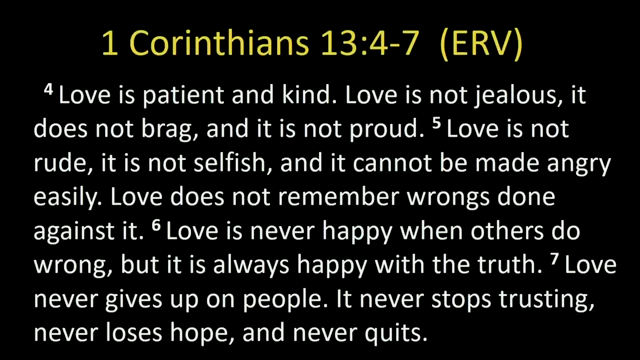 1 Corinthians 13:4-7 (ERV)
⁴ Love is patient and kind. Love is not jealous, it
does not brag, and it is not proud. ⁵ Love is not
rude, it is not selfish, and it cannot be made angry
easily. Love does not remember wrongs done
against it. ⁶ Love is never happy when others do
wrong, but it is always happy with the truth. ⁷ Love
never gives up on people. It never stops trusting,
never loses hope, and never quits.